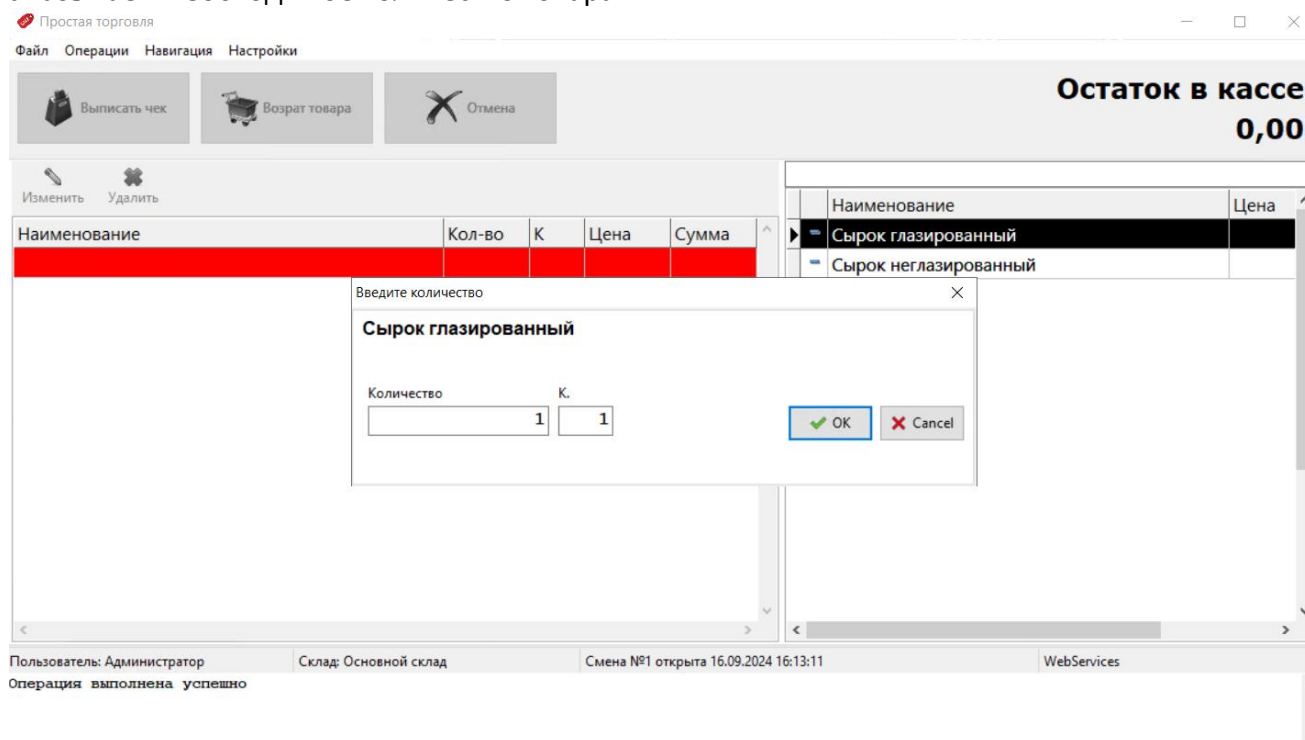 Простая торговля
Файл Операции Навигация Настройки
Выписать чек
Возрат товара
Отмена
Остаток в кассе
0,00
Изменить Удалить
Наименование Кол-во К Цена Сумма
Наименование Цена
Сырок глазированный
Сырок неглазированный
Введите количество
Сырок глазированный
Количество К.
1 1
OK Cancel
Пользователь: Администратор Склад: Основной склад Смена №1 открыта 16.09.2024 16:13:11 WebServices
Операция выполнена успешно